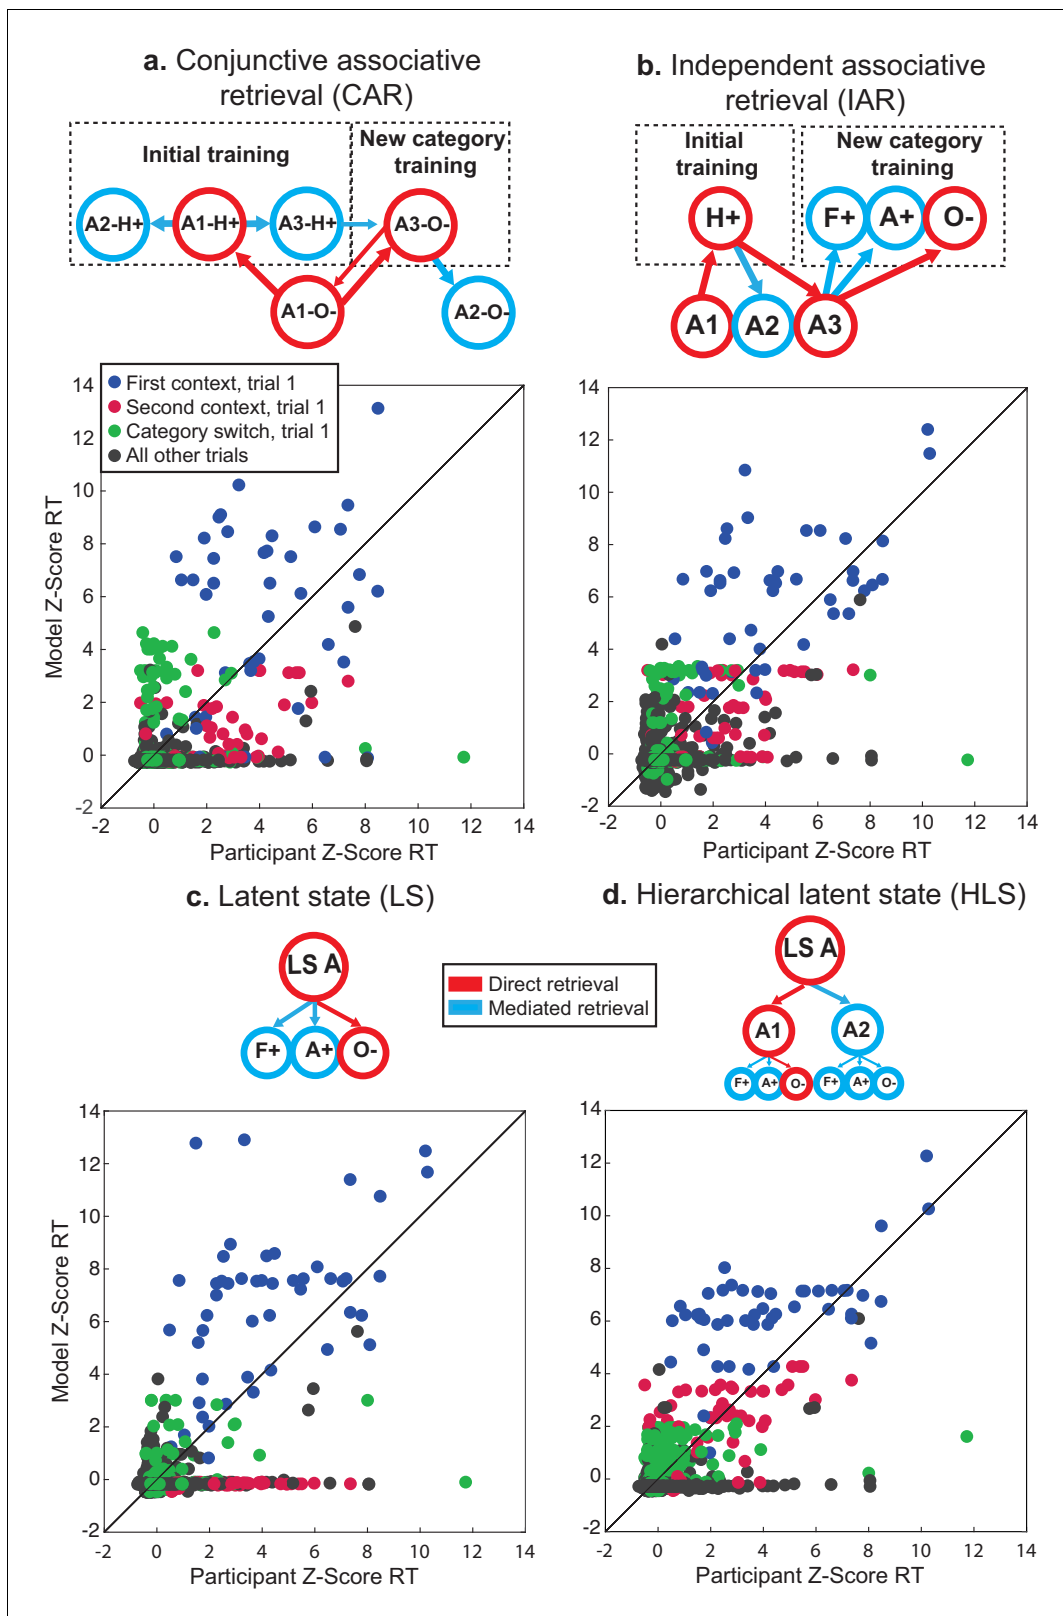 a. Conjunctive associative
retrieval (CAR)
Initial training
New category
training
A2-H+
A1-H+
A3-H+
A3-O-
A1-O-
A2-O-
First context, trial 1
Second context, trial 1
Category switch, trial 1
All other trials
14
12
10
8
6
4
2
0
-2
-2 0 2 4 6 8 10 12 14
Model Z-Score RT
Participant Z-Score RT
b. Independent associative
retrieval (IAR)
Initial
training
New category
training
H+
F+
A+
O-
A1
A2
A3
14
12
10
8
6
4
2
0
-2
-2 0 2 4 6 8 10 12 14
Participant Z-Score RT
c. Latent state (LS)
LS A
F+
A+
O-
Direct retrieval
Mediated retrieval
14
12
10
8
6
4
2
0
-2
-2 0 2 4 6 8 10 12 14
Model Z-Score RT
Participant Z-Score RT
d. Hierarchical latent state (HLS)
LS A
A1
A2
F+ A+ O- F+ A+ O-
14
12
10
8
6
4
2
0
-2
-2 0 2 4 6 8 10 12 14
Participant Z-Score RT